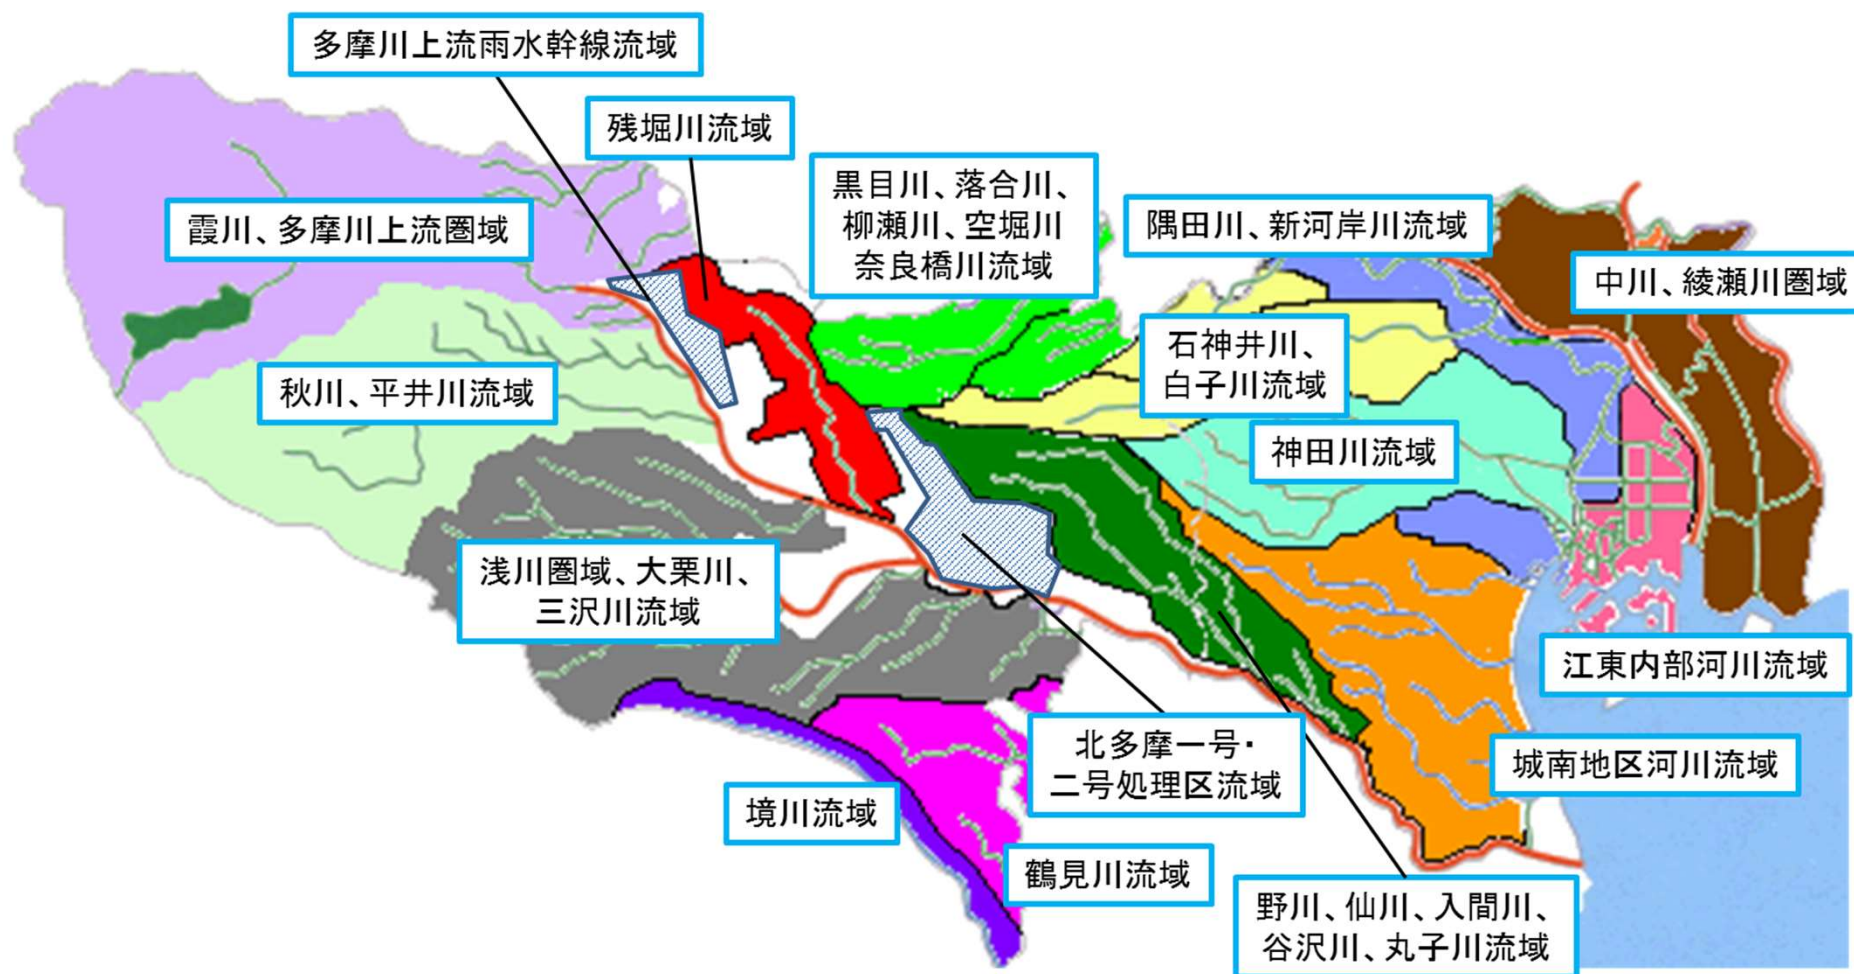 多摩川上流雨水幹線流域
残堀川流域
黒目川、落合川、
柳瀬川、空堀川
奈良橋川流域
霞川、多摩川上流圏域
隅田川、新河岸川流域
中川、綾瀬川圏域
石神井川、
白子川流域
秋川、平井川流域
神田川流域
浅川圏域、大栗川、
三沢川流域
江東内部河川流域
北多摩一号・
二号処理区流域
城南地区河川流域
境川流域
鶴見川流域
野川、仙川、入間川、
谷沢川、丸子川流域